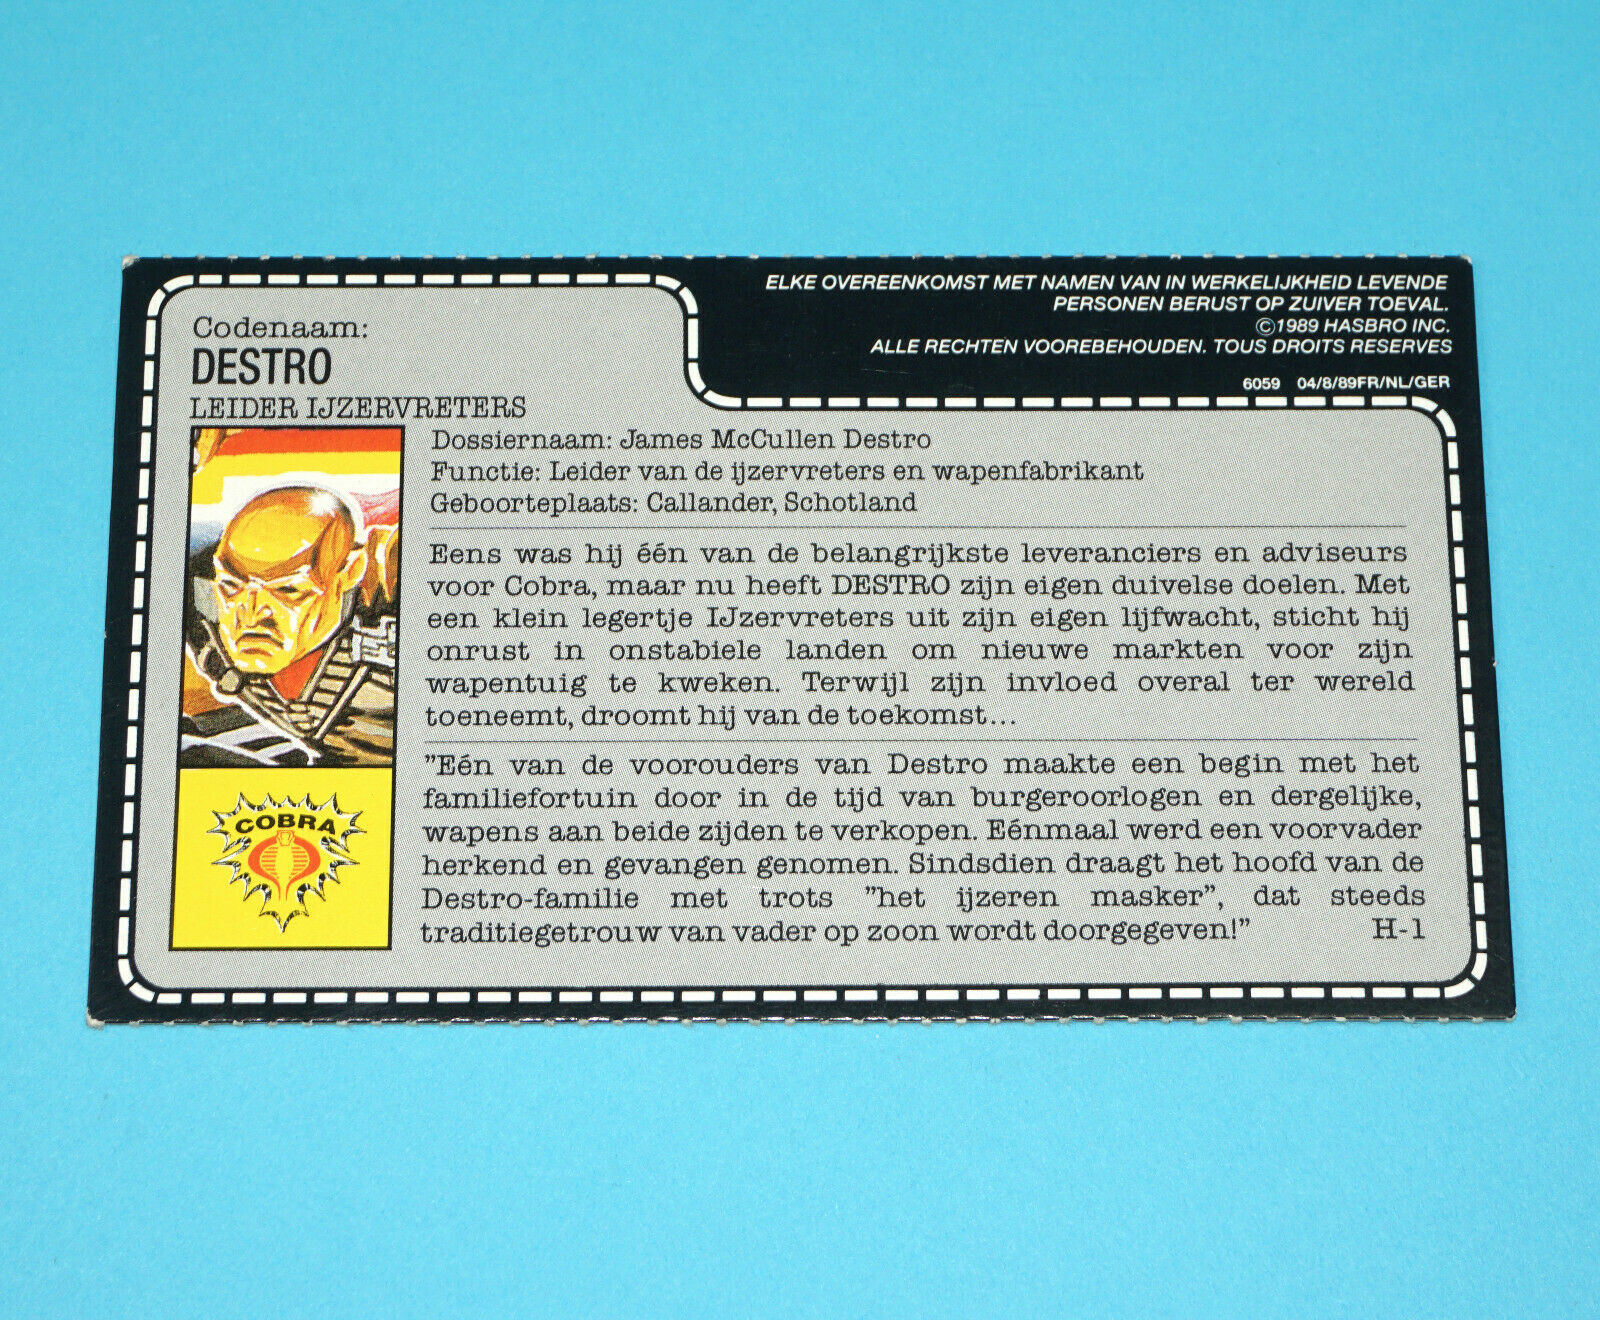 ELKE OVEREENKOMST MET NAMEN VAN IN WERKELIJKHEID LEVENDE
PERSONEN BERUST OP ZUIVER TOEVAL.
©1989 HASBRO INC.
ALLE RECHTEN VOOREBEHOUDEN. TOUS DROITS RESERVES
6059 04/8/89FR/NL/GER
Codenaam:
DESTRO
LEIDER IJZERVRETERS
Dossiernaam: James McCullen Destro
Functie: Leider van de ijzervreters en wapenfabrikant
Geboorteplaats: Callander, Schotland
Eens was hij één van de belangrijkste leveranciers en adviseurs
voor Cobra, maar nu heeft DESTRO zijn eigen duivelse doelen. Met
een klein legertje IJzervreters uit zijn eigen lijfwacht, sticht hij
onrust in onstabiele landen om nieuwe markten voor zijn
wapentuig te kweken. Terwijl zijn invloed overal ter wereld
toeneemt, droomt hij van de toekomst...
"Eén van de voorouders van Destro maakte een begin met het
familiefortuin door in de tijd van burgeroorlogen en dergelijke,
wapens aan beide zijden te verkopen. Eénmaal werd een voorvader
herkend en gevangen genomen. Sindsdien draagt het hoofd van de
Destro-familie met trots "het ijzeren masker", dat steeds
traditiegetrouw van vader op zoon wordt doorgegeven!" H-1
COBRA